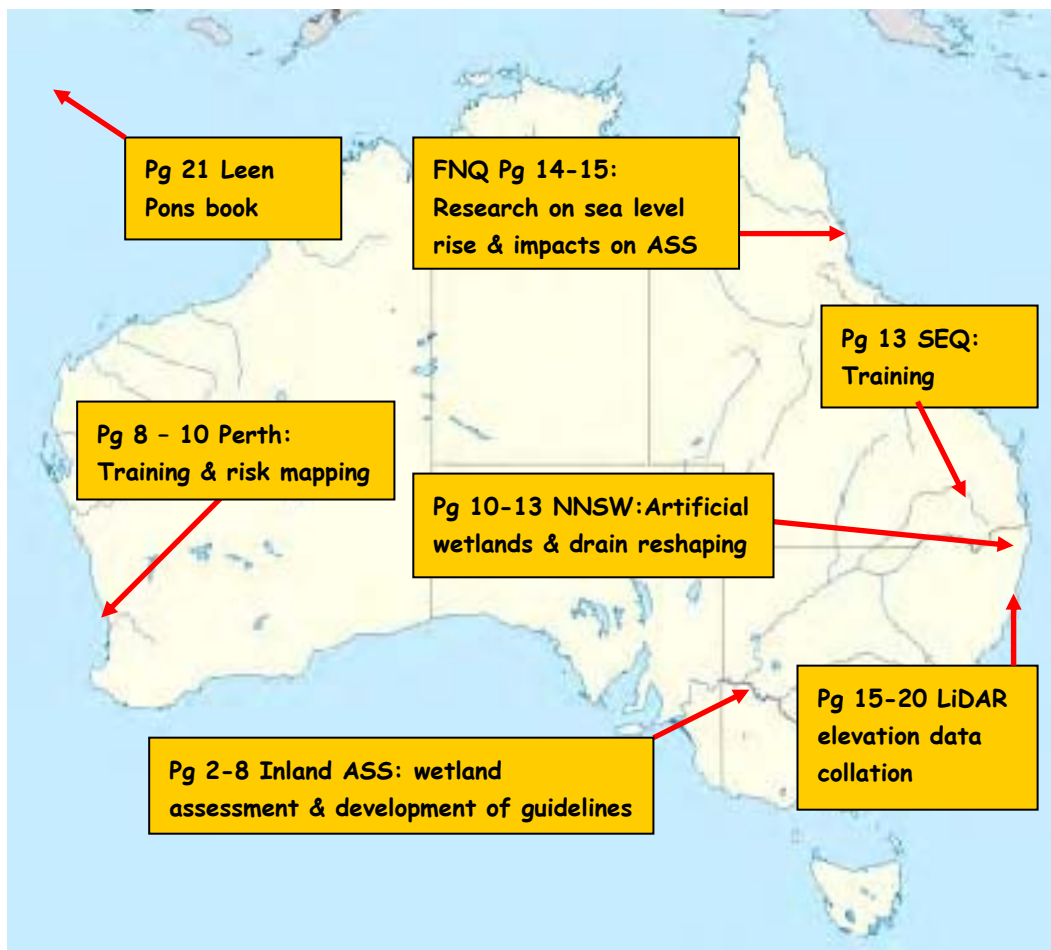 Pg 21 Leen
Pons book
FNQ Pg 14-15:
Research on sea level
rise & impacts on ASS
Pg 13 SEQ:
Training
Pg 8 – 10 Perth:
Training & risk mapping
Pg 10-13 NNSW:Artificial
wetlands & drain reshaping
Pg 15-20 LiDAR
elevation data
collation
Pg 2-8 Inland ASS: wetland
assessment & development of guidelines